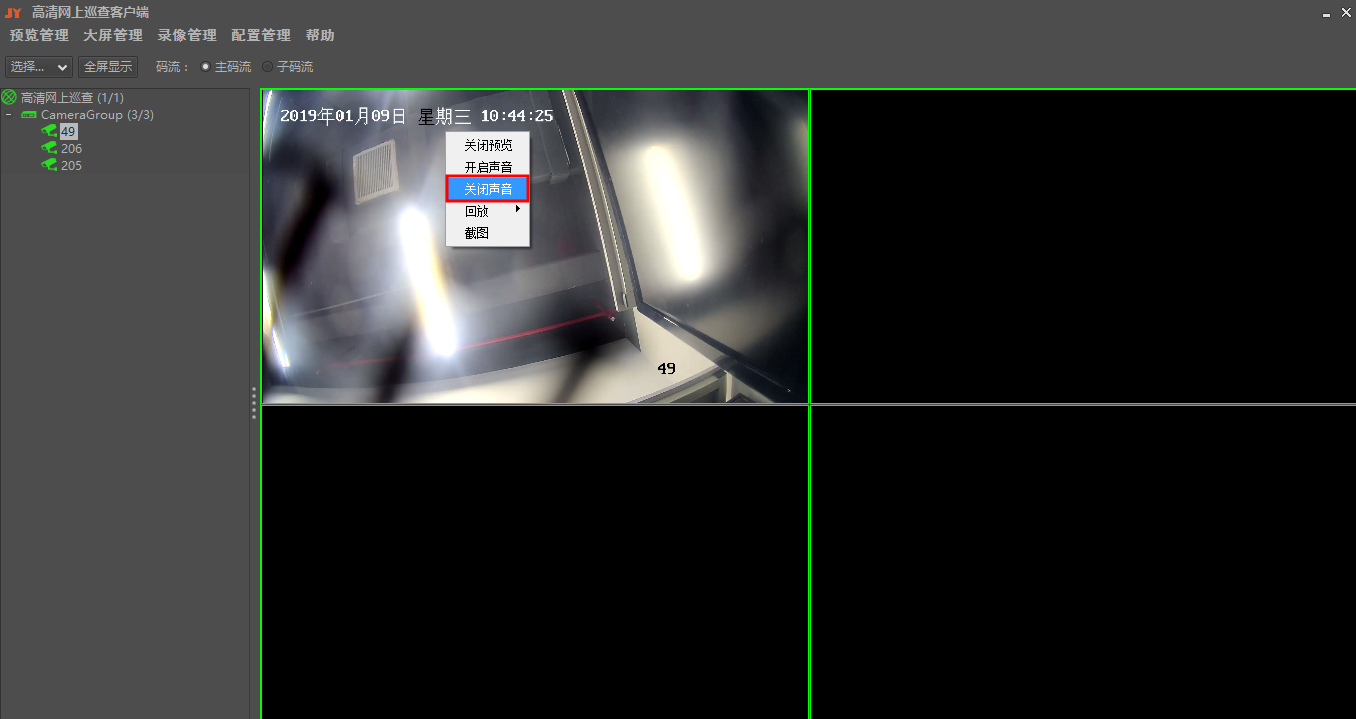 JY 高清网上巡查客户端
预览管理 大屏管理 录像管理 配置管理 帮助
选择... 全屏显示 码流： 主码流 子码流
高清网上巡查 (1/1)
CameraGroup (3/3)
49
206
205
2019年01月09日 星期三 10:44:25
关闭预览
开启声音
关闭声音
回放
截图
49